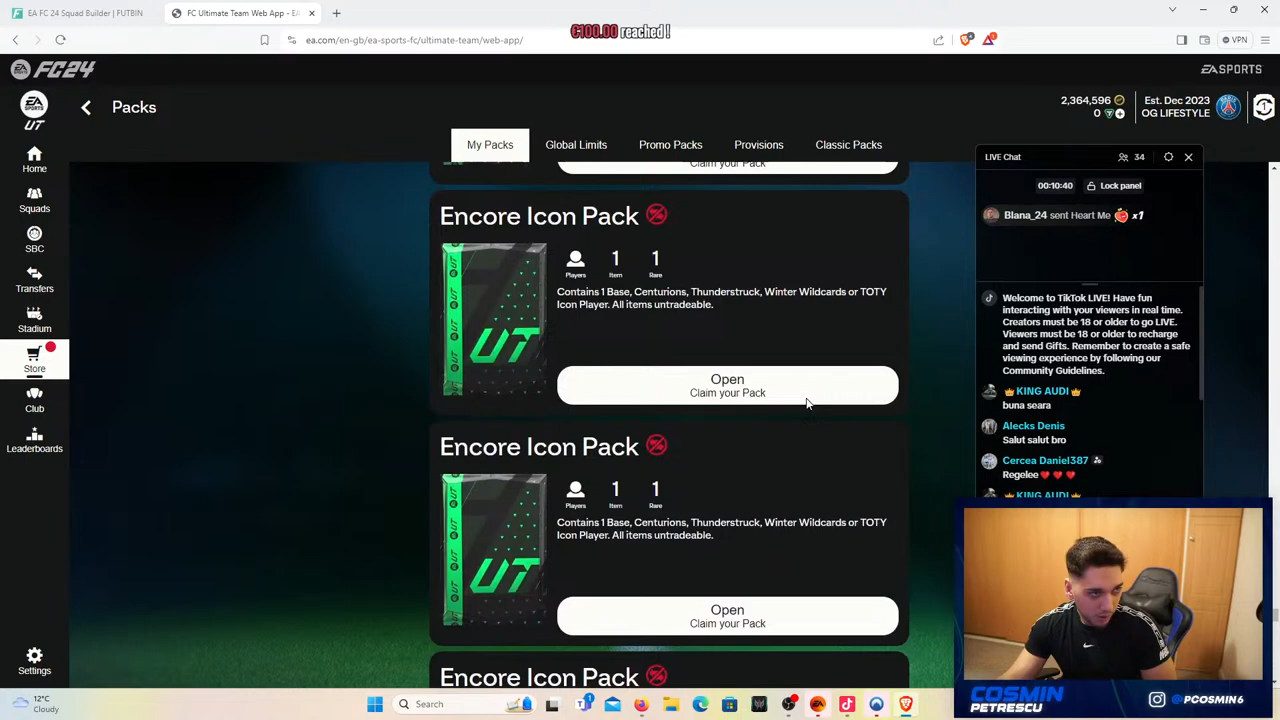 EA FC 24 Squad Builder | FUTBIN
FC Ultimate Team Web App
ea.com/en-gb/ea-sports-fc/ultimate-team/web-app/
€100.00 reached !
VPN
EA SPORTS FC24
EA SPORTS
UT
Packs
2,364,596
0
Est. Dec 2023
OG LIFESTYLE
1
My Packs
Global Limits
Promo Packs
Provisions
Classic Packs
Home
Squads
SBC
Transfers
Stadium
Store
Club
Leaderboards
Settings
Claim your Pack
Encore Icon Pack
UT
Players
1
Item
1
Rare
Contains 1 Base, Centurions, Thunderstruck, Winter Wildcards or TOTY
Icon Player. All items untradeable.
Open
Claim your Pack
Encore Icon Pack
UT
Players
1
Item
1
Rare
Contains 1 Base, Centurions, Thunderstruck, Winter Wildcards or TOTY
Icon Player. All items untradeable.
Open
Claim your Pack
Encore Icon Pack
LIVE Chat
34
00:10:40
Lock panel
Blana_24 sent Heart Me x1
Welcome to TikTok LIVE! Have fun
interacting with your viewers in real time.
Creators must be 18 or older to go LIVE.
Viewers must be 18 or older to recharge
and send Gifts. Remember to create a safe
viewing experience by following our
Community Guidelines.
KING AUDI
buna seara
Alecks Denis
Salut salut bro
Cercea Daniel387
Regelee
KING AUDI
COSMIN
PETRESCU
@PCOSMIN6
12°C
Cloudy
Search